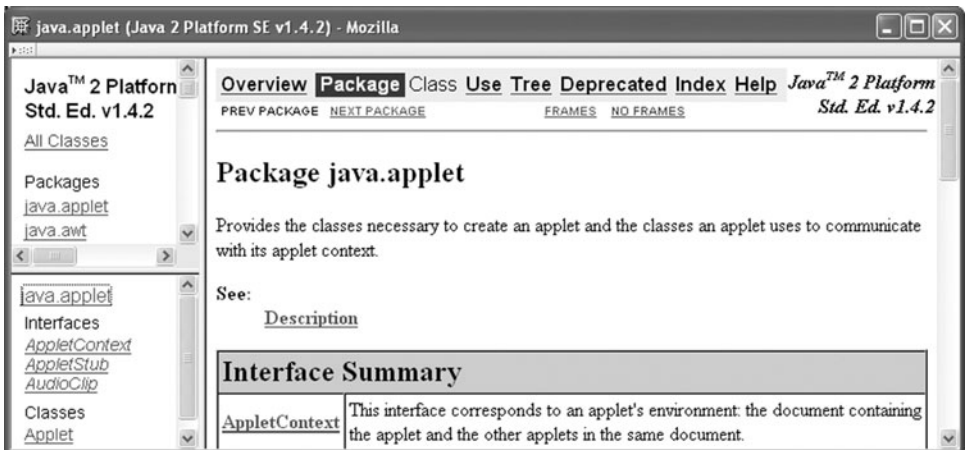 java.applet (Java 2 Platform SE v1.4.2) - Mozilla
Java™ 2 Platform
Std. Ed. v1.4.2
All Classes
Packages
java.applet
java.awt
java.applet
Interfaces
AppletContext
AppletStub
AudioClip
Classes
Applet
Overview Package Class Use Tree Deprecated Index Help
Java™ 2 Platform
Std. Ed. v1.4.2
PREV PACKAGE NEXT PACKAGE FRAMES NO FRAMES
Package java.applet
Provides the classes necessary to create an applet and the classes an applet uses to communicate
with its applet context.
See:
Description
Interface Summary
AppletContext
This interface corresponds to an applet's environment: the document containing
the applet and the other applets in the same document.